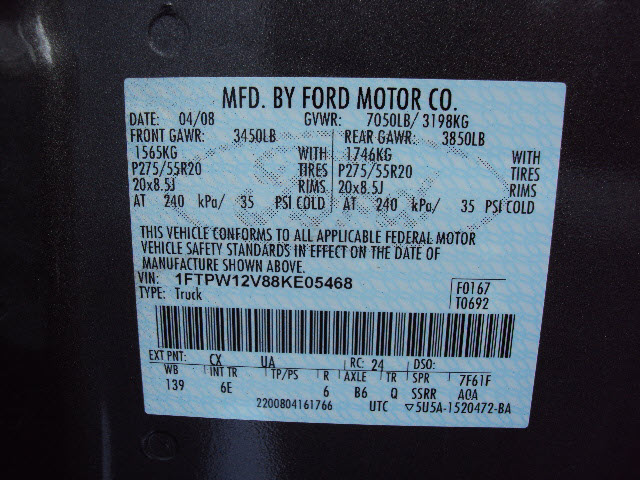 MFD. BY FORD MOTOR CO.
DATE: 04/08 GVWR: 7050LB/ 3198KG
FRONT GAWR: 3450LB REAR GAWR: 3850LB
1565KG WITH 1746KG WITH
P275/55R20 TIRES P275/55R20 TIRES
20x8.5J RIMS 20x8.5J RIMS
AT 240 kPa/ 35 PSI COLD AT 240 kPa/ 35 PSI COLD
THIS VEHICLE CONFORMS TO ALL APPLICABLE FEDERAL MOTOR
VEHICLE SAFETY STANDARDS IN EFFECT ON THE DATE OF
MANUFACTURE SHOWN ABOVE.
VIN: 1FTPW12V88KE05468 F0167
TYPE: Truck T0692
EXT PNT: CX UA RC: 24 DSO:
WB INT TR TP/PS R AXLE TR SPR 7F61F
139 6E 6 B6 Q SSRR AQA
2200804161766 UTC ▽5U5A-1520472-BA